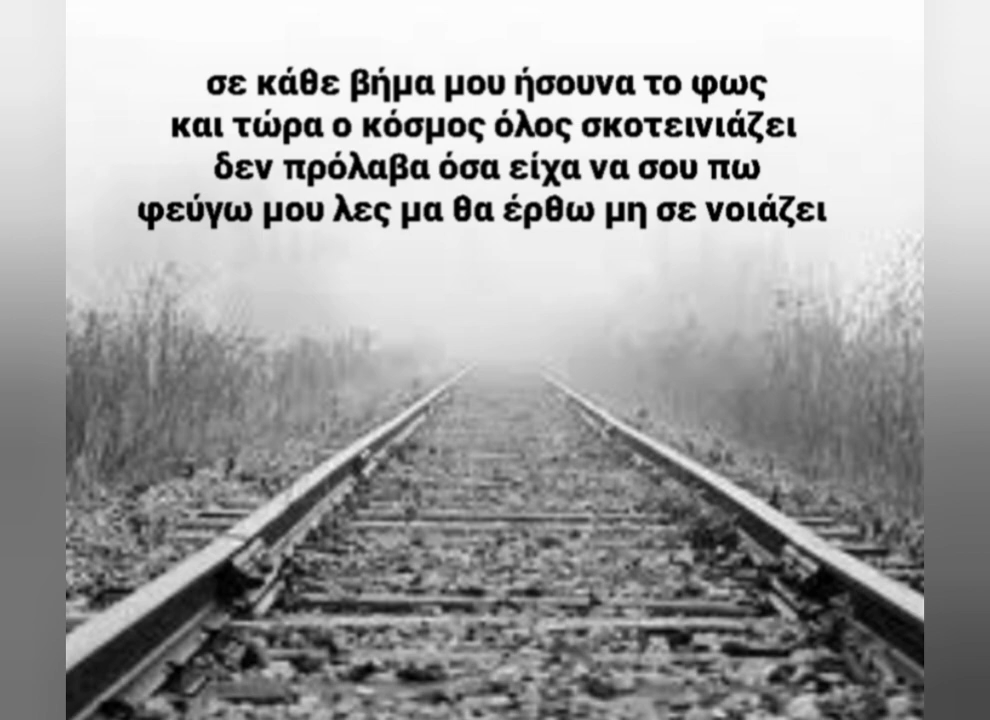 σε κάθε βήμα μου ήσουνα το φως
και τώρα ο κόσμος όλος σκοτεινιάζει
δεν πρόλαβα όσα είχα να σου πω
φεύγω μου λες μα θα έρθω μη σε νοιάζει